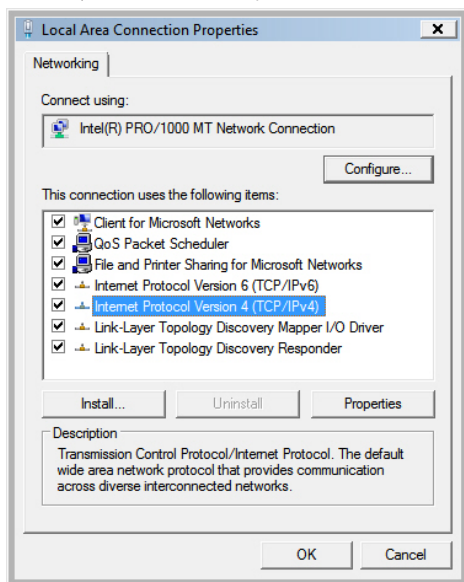 Local Area Connection Properties
Networking
Connect using:
Intel(R) PRO/1000 MT Network Connection
Configure...
This connection uses the following items:
Client for Microsoft Networks
QoS Packet Scheduler
File and Printer Sharing for Microsoft Networks
Internet Protocol Version 6 (TCP/IPv6)
Internet Protocol Version 4 (TCP/IPv4)
Link-Layer Topology Discovery Mapper I/O Driver
Link-Layer Topology Discovery Responder
Install... Uninstall Properties
Description
Transmission Control Protocol/Internet Protocol. The default
wide area network protocol that provides communication
across diverse interconnected networks.
OK Cancel